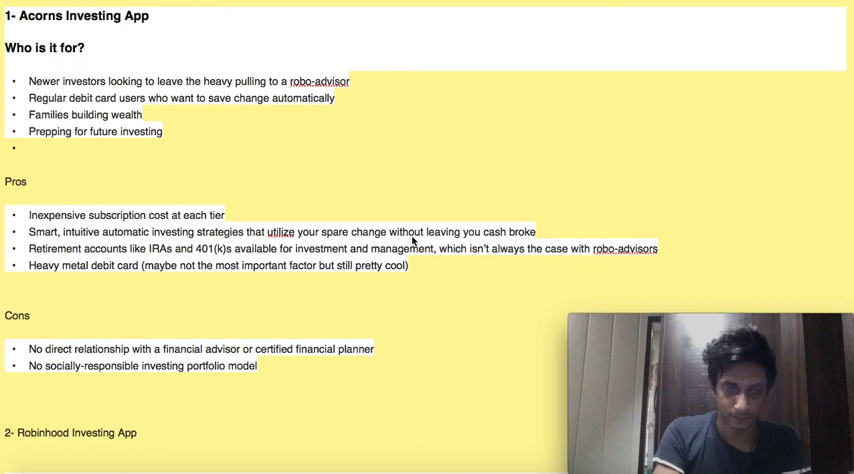 1- Acorns Investing App
Who is it for?
• Newer investors looking to leave the heavy pulling to a robo-advisor
• Regular debit card users who want to save change automatically
• Families building wealth
• Prepping for future investing
•
Pros
• Inexpensive subscription cost at each tier
• Smart, intuitive automatic investing strategies that utilize your spare change without leaving you cash broke
• Retirement accounts like IRAs and 401(k)s available for investment and management, which isn't always the case with robo-advisors
• Heavy metal debit card (maybe not the most important factor but still pretty cool)
Cons
• No direct relationship with a financial advisor or certified financial planner
• No socially-responsible investing portfolio model
2- Robinhood Investing App